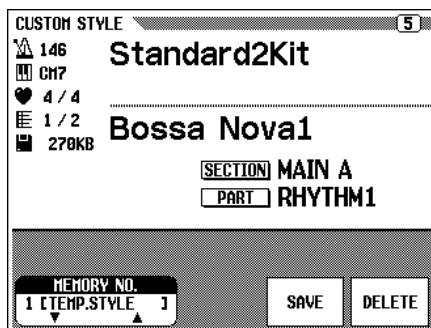 CUSTOM STYLE 5
146 Standard2Kit
CM7
4 / 4
1 / 2 Bossa Nova1
270KB
SECTION MAIN A
PART RHYTHM1
MEMORY NO.
1 [TEMP.STYLE ]
SAVE DELETE